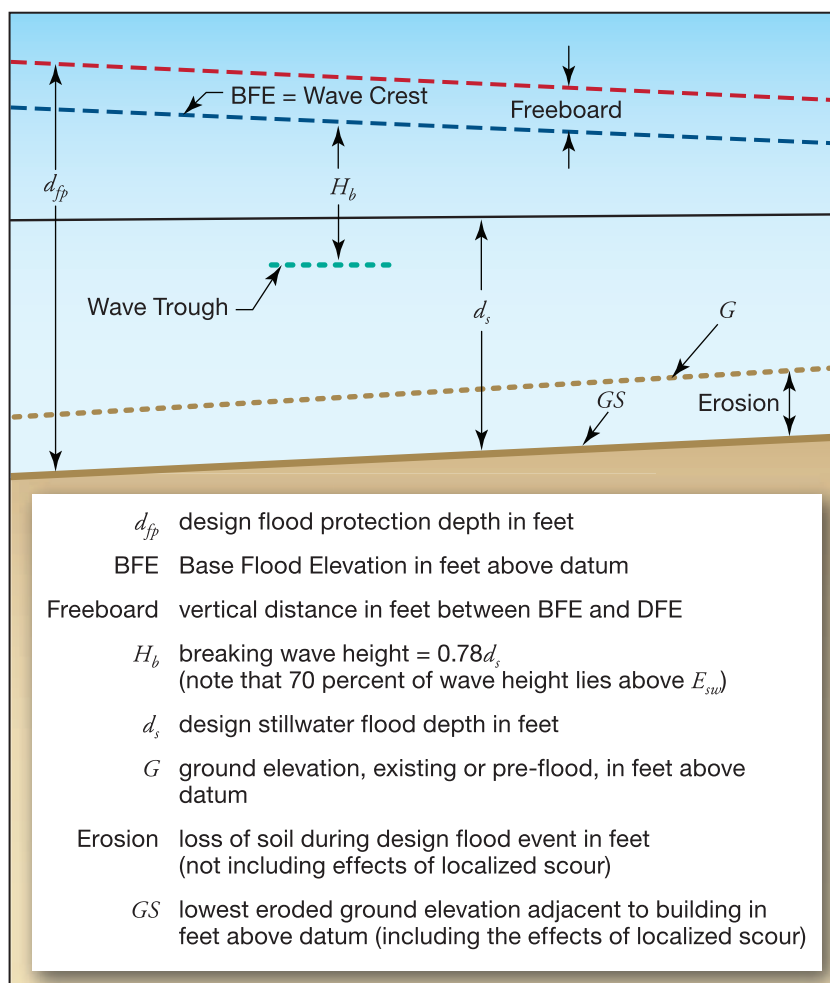 BFE = Wave Crest
Freeboard
d_fp
H_b
Wave Trough
d_s
G
GS
Erosion
d_fp design flood protection depth in feet
BFE Base Flood Elevation in feet above datum
Freeboard vertical distance in feet between BFE and DFE
H_b breaking wave height = 0.78d_s
(note that 70 percent of wave height lies above E_sw)
d_s design stillwater flood depth in feet
G ground elevation, existing or pre-flood, in feet above
datum
Erosion loss of soil during design flood event in feet
(not including effects of localized scour)
GS lowest eroded ground elevation adjacent to building in
feet above datum (including the effects of localized scour)